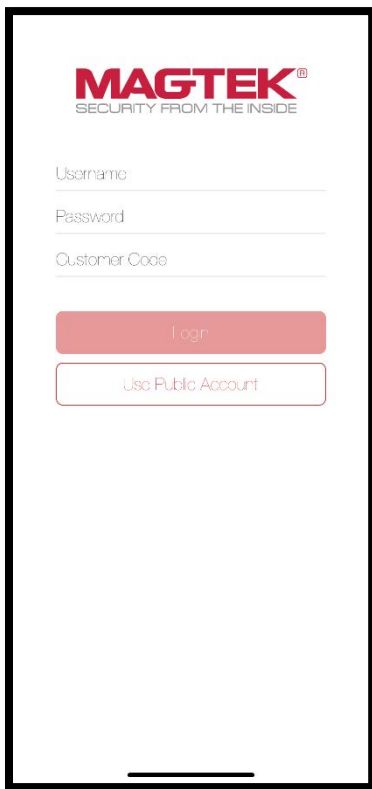 MAGTEK®
SECURITY FROM THE INSIDE
Username
Password
Customer Code
Login
Use Public Account